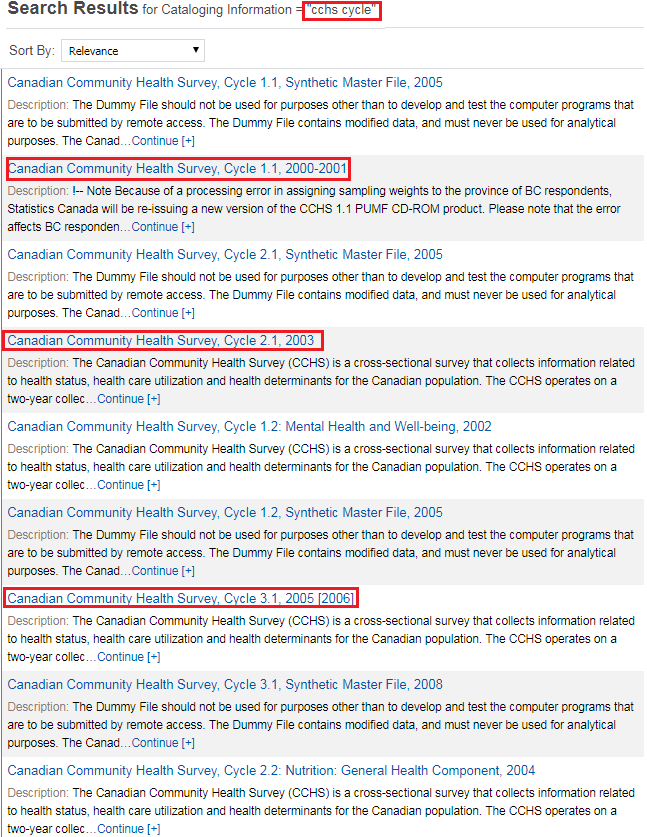 Search Results for Cataloging Information = "cchs cycle"
Sort By: Relevance
Canadian Community Health Survey, Cycle 1.1, Synthetic Master File, 2005
Description: The Dummy File should not be used for purposes other than to develop and test the computer programs that
are to be submitted by remote access. The Dummy File contains modified data, and must never be used for analytical
purposes. The Canad…Continue [+]
Canadian Community Health Survey, Cycle 1.1, 2000-2001
Description: !-- Note Because of a processing error in assigning sampling weights to the province of BC respondents,
Statistics Canada will be re-issuing a new version of the CCHS 1.1 PUMF CD-ROM product. Please note that the error
affects BC responden…Continue [+]
Canadian Community Health Survey, Cycle 2.1, Synthetic Master File, 2005
Description: The Dummy File should not be used for purposes other than to develop and test the computer programs that
are to be submitted by remote access. The Dummy File contains modified data, and must never be used for analytical
purposes. The Canad…Continue [+]
Canadian Community Health Survey, Cycle 2.1, 2003
Description: The Canadian Community Health Survey (CCHS) is a cross-sectional survey that collects information related
to health status, health care utilization and health determinants for the Canadian population. The CCHS operates on a
two-year collec…Continue [+]
Canadian Community Health Survey, Cycle 1.2: Mental Health and Well-being, 2002
Description: The Canadian Community Health Survey (CCHS) is a cross-sectional survey that collects information related
to health status, health care utilization and health determinants for the Canadian population. The CCHS operates on a
two-year collec…Continue [+]
Canadian Community Health Survey, Cycle 1.2, Synthetic Master File, 2005
Description: The Dummy File should not be used for purposes other than to develop and test the computer programs that
are to be submitted by remote access. The Dummy File contains modified data, and must never be used for analytical
purposes. The Canad…Continue [+]
Canadian Community Health Survey, Cycle 3.1, 2005 [2006]
Description: The Canadian Community Health Survey (CCHS) is a cross-sectional survey that collects information related
to health status, health care utilization and health determinants for the Canadian population. The CCHS operates on a
two-year collec…Continue [+]
Canadian Community Health Survey, Cycle 3.1, Synthetic Master File, 2008
Description: The Dummy File should not be used for purposes other than to develop and test the computer programs that
are to be submitted by remote access. The Dummy File contains modified data, and must never be used for analytical
purposes. The Canad…Continue [+]
Canadian Community Health Survey, Cycle 2.2: Nutrition: General Health Component, 2004
Description: The Canadian Community Health Survey (CCHS) is a cross-sectional survey that collects information related
to health status, health care utilization and health determinants for the Canadian population. The CCHS operates on a
two-year collec…Continue [+]